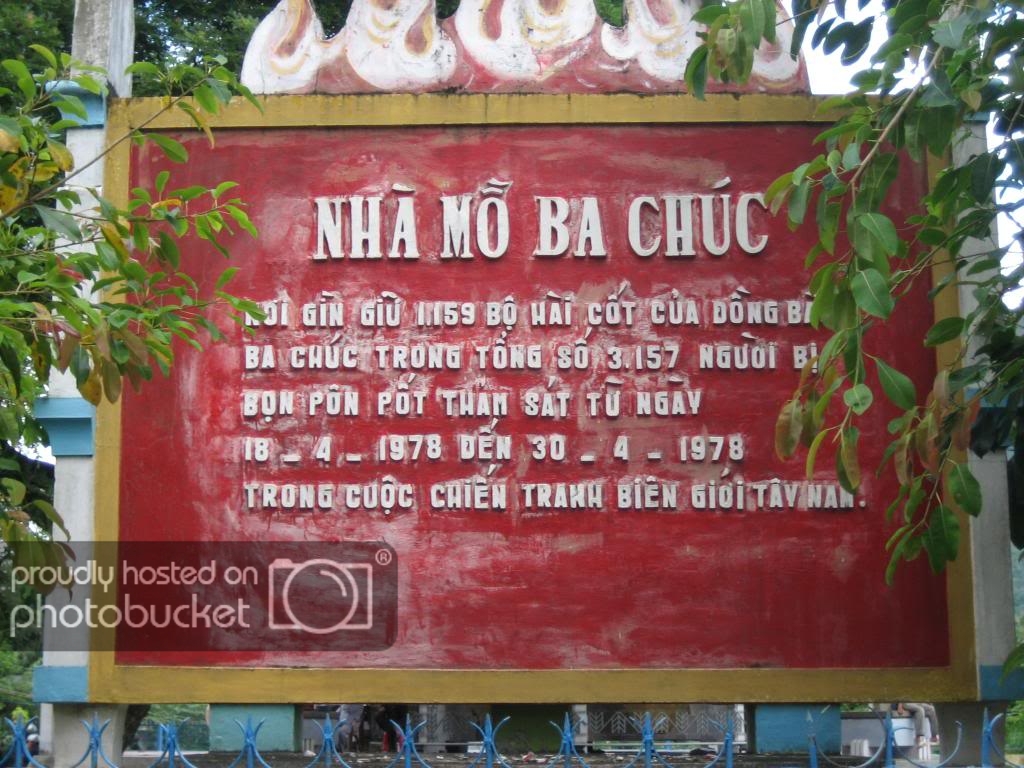 NHÀ MỒ BA CHÚC
NƠI GÌN GIỮ 1.159 BỘ HÀI CỐT CỦA ĐỒNG BÀO
BA CHÚC TRONG TỔNG SỐ 3.157 NGƯỜI BỊ
BỌN PÔN PỐT THÃM SÁT TỪ NGÀY
18 _ 4 _ 1978 ĐẾN 30 _ 4 _ 1978
TRONG CUỘC CHIẾN TRANH BIÊN GIỚI TÂY NAM.
proudly hosted on
photobucket